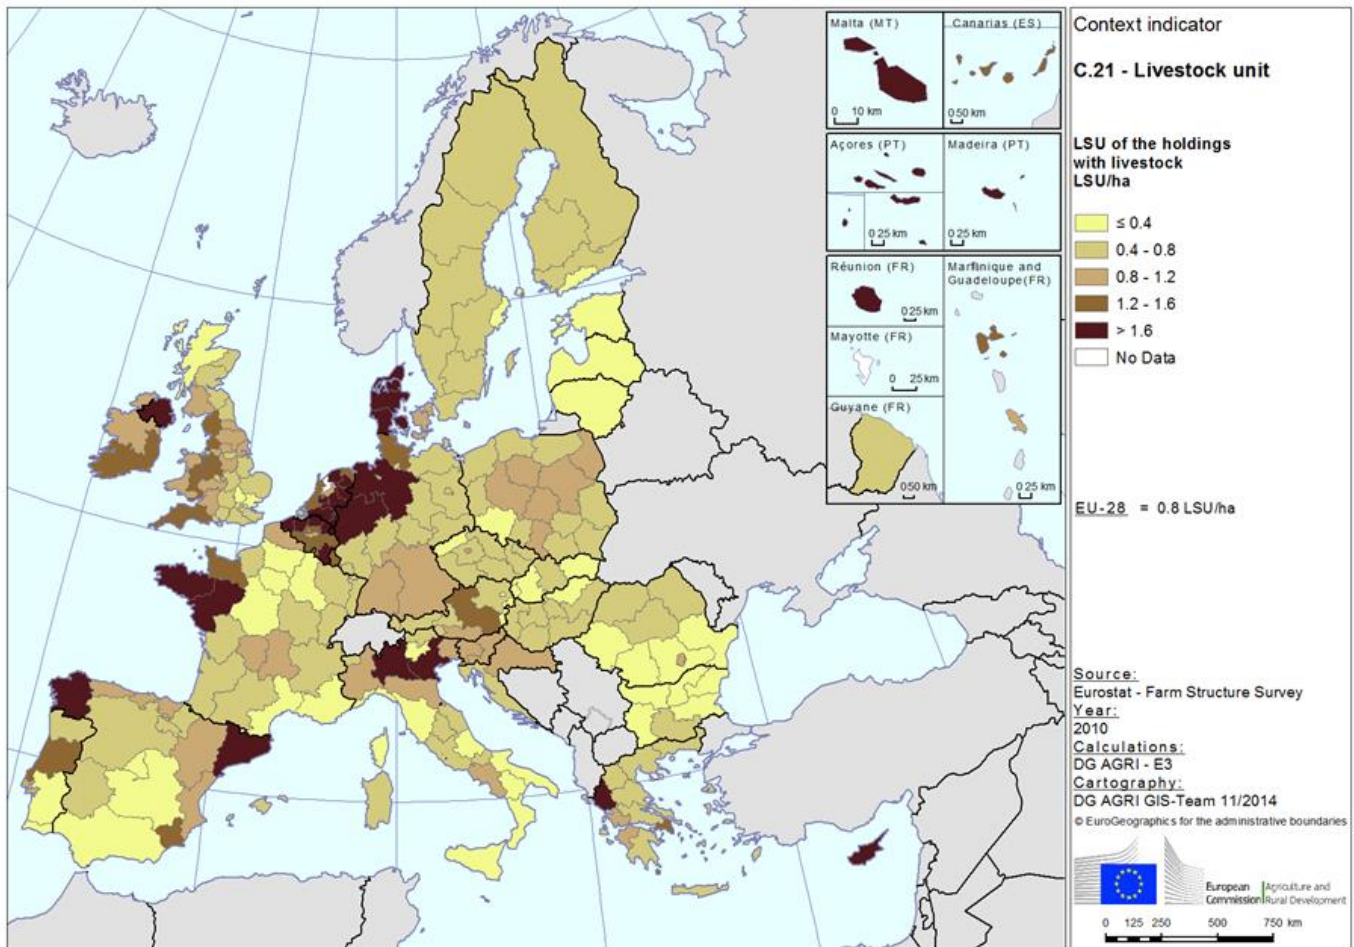 Malta (MT)
0 10 km
Canarias (ES)
0 50 km
Açores (PT)
0 25 km
Madeira (PT)
0 25 km
Réunion (FR)
0 25 km
Martinique and
Guadeloupe(FR)
Mayotte (FR)
0 25 km
Guyane (FR)
0 50 km
0 25 km
Context indicator
C.21 - Livestock unit
LSU of the holdings
with livestock
LSU/ha
≤ 0.4
0.4 - 0.8
0.8 - 1.2
1.2 - 1.6
> 1.6
No Data
EU-28 = 0.8 LSU/ha
Source:
Eurostat - Farm Structure Survey
Year:
2010
Calculations:
DG AGRI - E3
Cartography:
DG AGRI GIS-Team 11/2014
© EuroGeographics for the administrative boundaries
European
Commission
Agriculture and
Rural Development
0 125 250 500 750 km